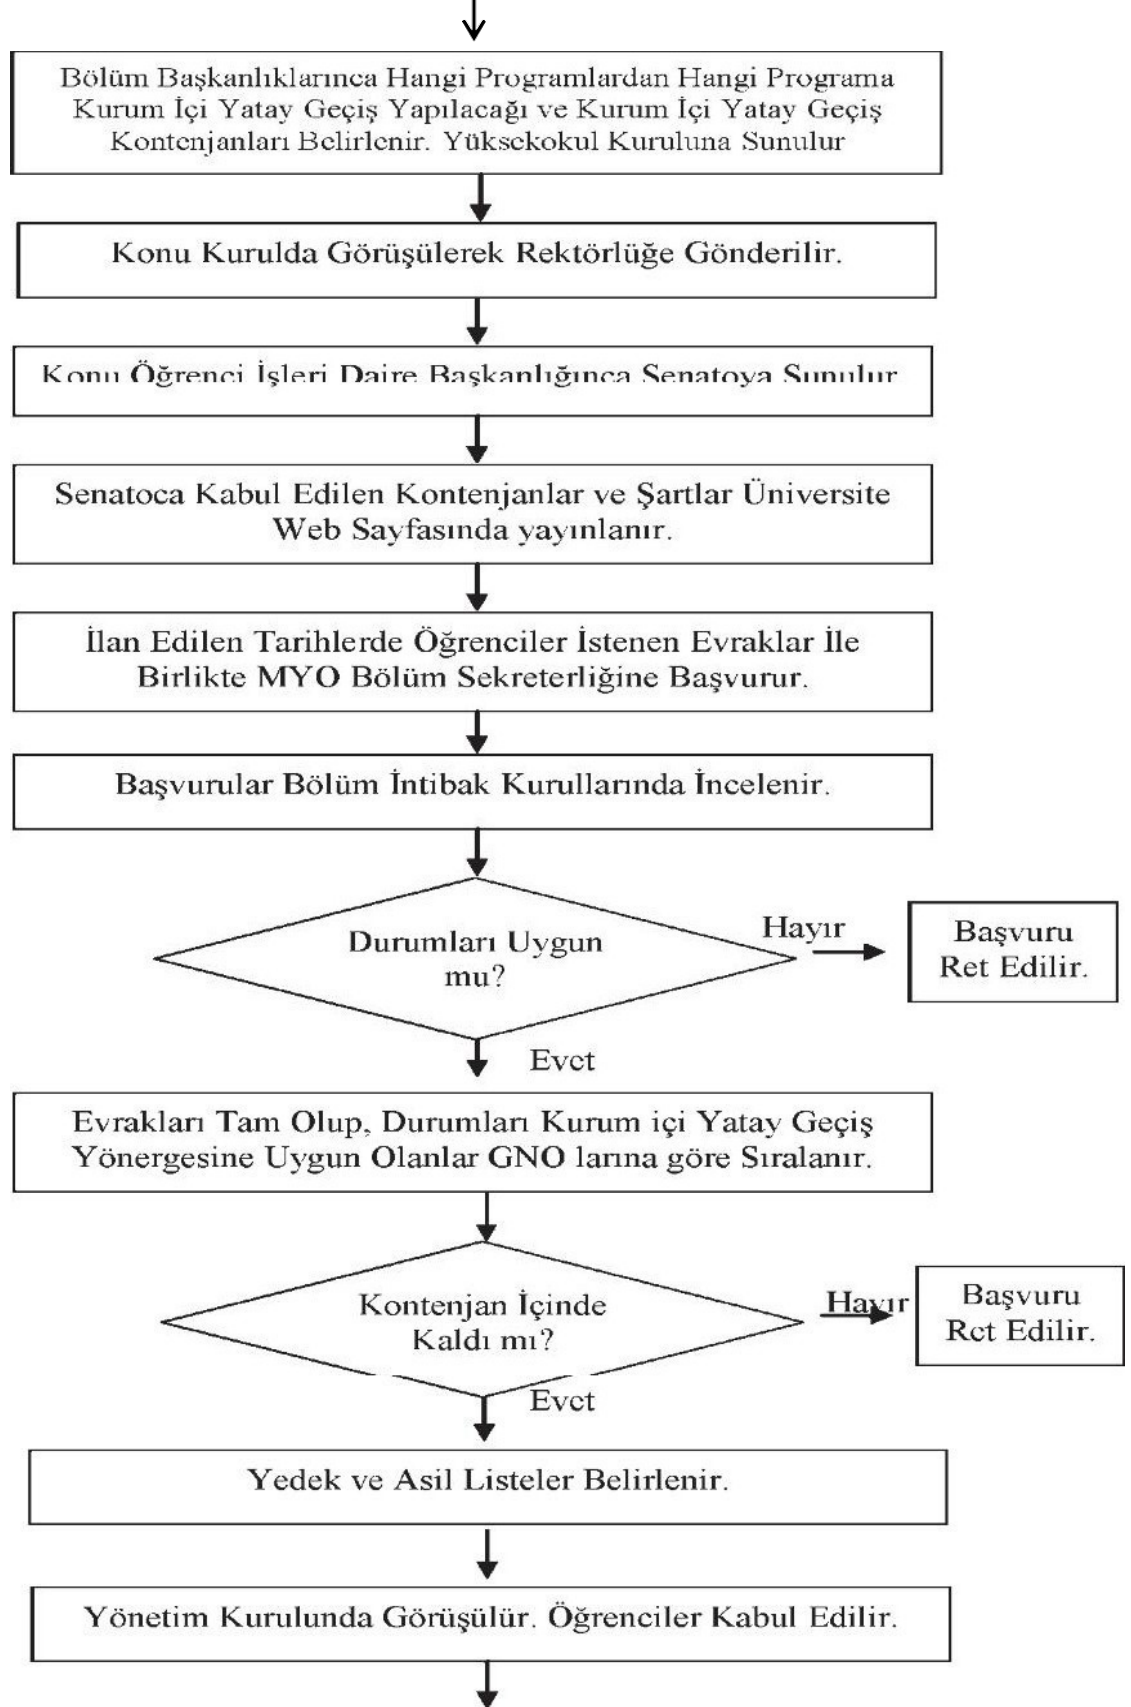 Bölüm Başkanlıklarınca Hangi Programlardan Hangi Programa
Kurum İçi Yatay Geçiş Yapılacağı ve Kurum İçi Yatay Geçiş
Kontenjanları Belirlenir. Yüksekokul Kuruluna Sunulur
Konu Kurulda Görüşülerek Rektörlüğe Gönderilir.
Konu Öğrenci İşleri Daire Başkanlığınca Senatoya Sunulur
Senatoca Kabul Edilen Kontenjanlar ve Şartlar Üniversite
Web Sayfasında yayınlanır.
İlan Edilen Tarihlerde Öğrenciler İstenen Evraklar İle
Birlikte MYO Bölüm Sekreterliğine Başvurur.
Başvurular Bölüm İntibak Kurullarında İncelenir.
Durumları Uygun
mu?
Hayır
Başvuru
Ret Edilir.
Evet
Evrakları Tam Olup, Durumları Kurum içi Yatay Geçiş
Yönergesine Uygun Olanlar GNO larına göre Sıralanır.
Kontenjan İçinde
Kaldı mı?
Hayır
Başvuru
Ret Edilir.
Evet
Yedek ve Asil Listeler Belirlenir.
Yönetim Kurulunda Görüşülür. Öğrenciler Kabul Edilir.